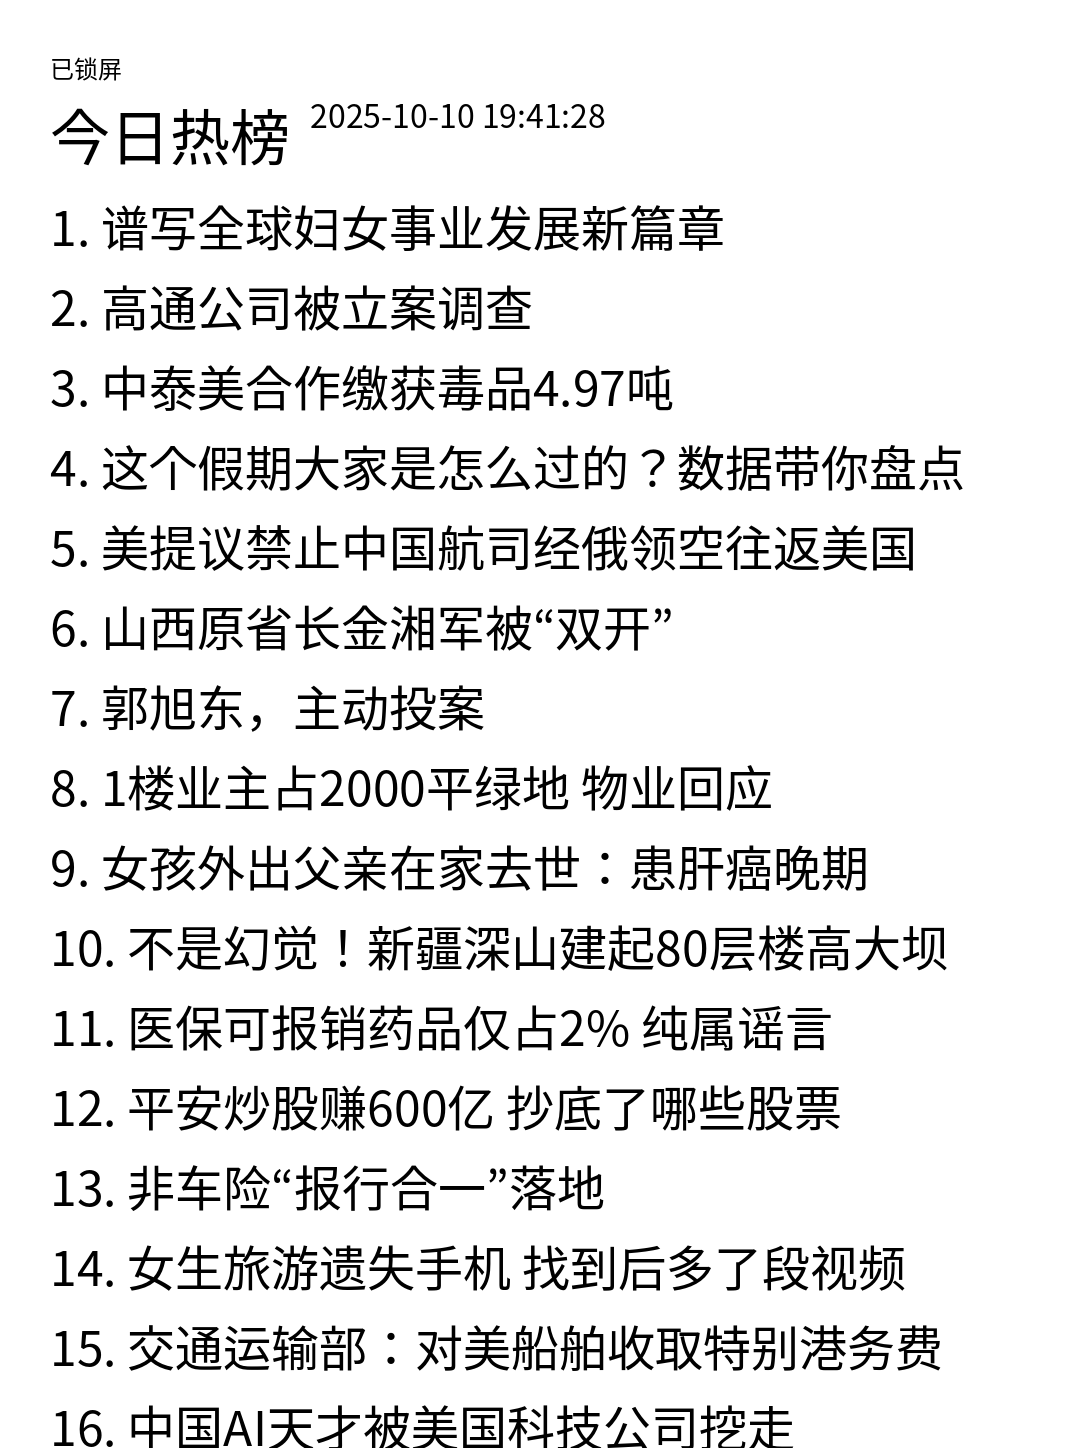 已锁屏
今日热榜 2025-10-10 19:41:28
1. 谱写全球妇女事业发展新篇章
2. 高通公司被立案调查
3. 中泰美合作缴获毒品4.97吨
4. 这个假期大家是怎么过的？数据带你盘点
5. 美提议禁止中国航司经俄领空往返美国
6. 山西原省长金湘军被“双开”
7. 郭旭东，主动投案
8. 1楼业主占2000平绿地 物业回应
9. 女孩外出父亲在家去世：患肝癌晚期
10. 不是幻觉！新疆深山建起80层楼高大坝
11. 医保可报销药品仅占2% 纯属谣言
12. 平安炒股赚600亿 抄底了哪些股票
13. 非车险“报行合一”落地
14. 女生旅游遗失手机 找到后多了段视频
15. 交通运输部：对美船舶收取特别港务费
16. 中国AI天才被美国科技公司挖走